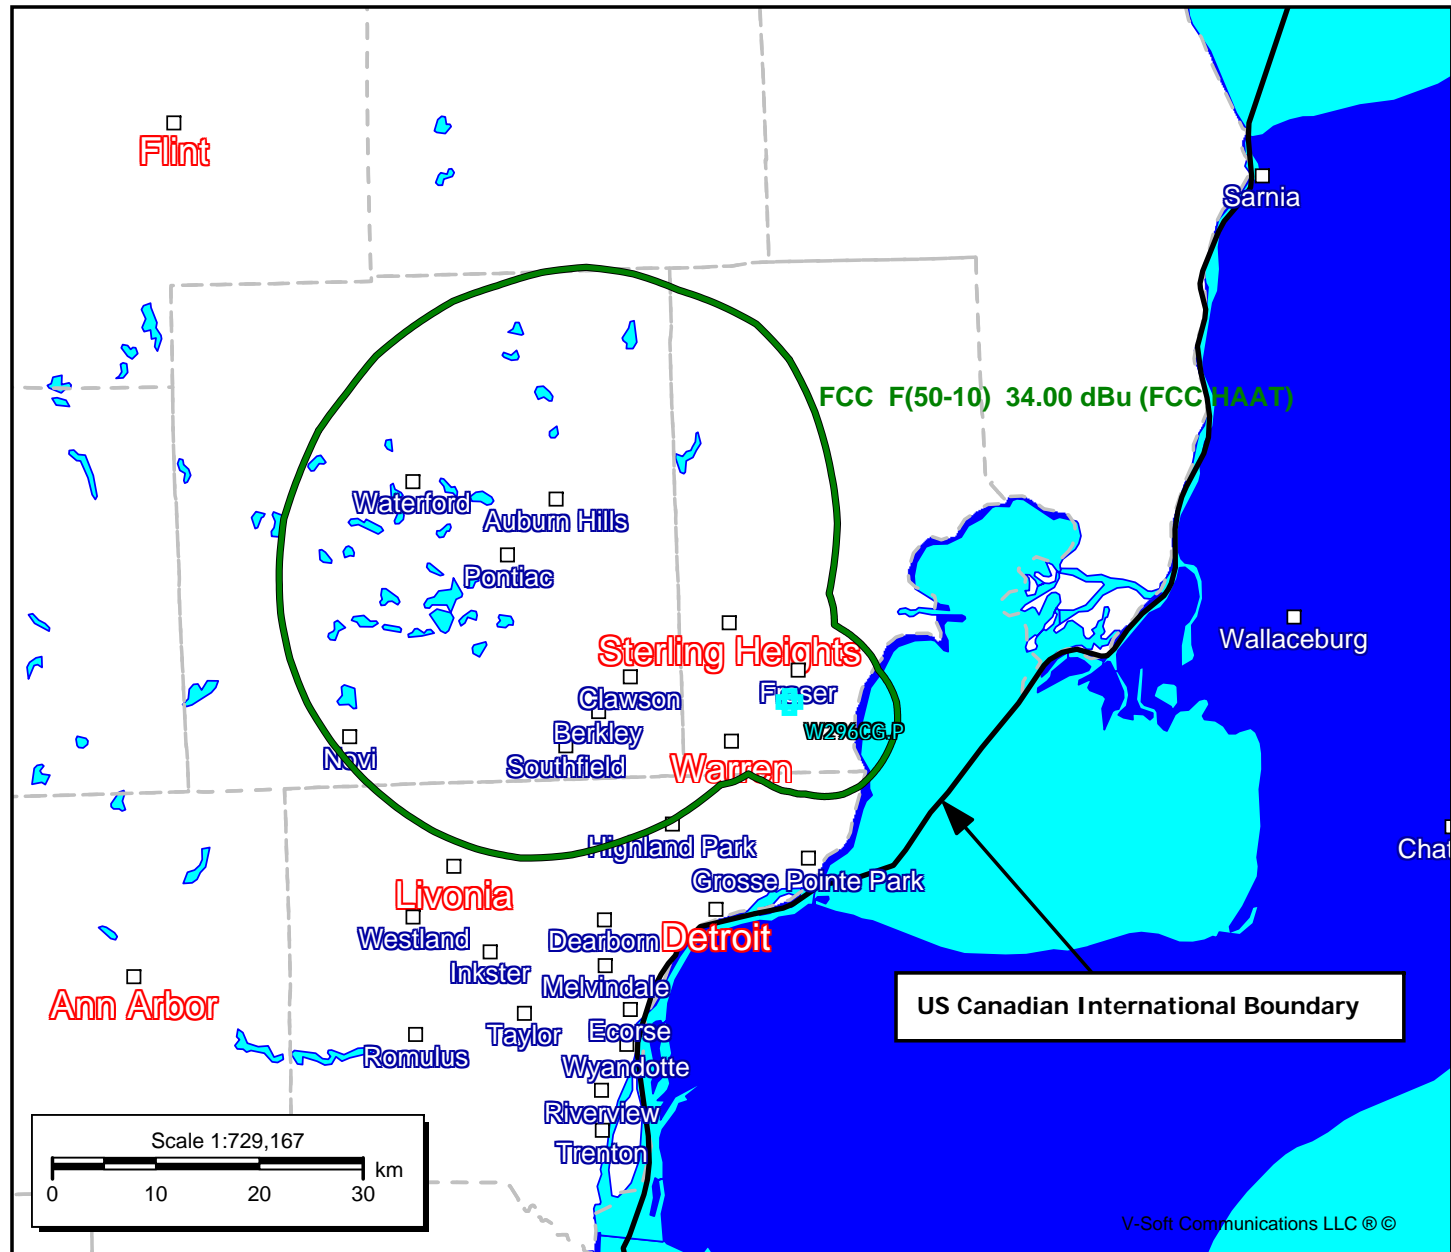 Flint
Sarnia
FCC F(50-10) 34.00 dBu (FCC HAAT)
Waterford
Auburn Hills
Pontiac
Sterling Heights
Wallaceburg
Clawson
Fraser
Berkley
W296CG.P
Novi
Southfield
Warren
Highland Park
Chat
Grosse Pointe Park
Livonia
Westland
Dearborn
Detroit
Inkster
Melvindale
Ann Arbor
US Canadian International Boundary
Taylor
Ecorse
Romulus
Wyandotte
Riverview
Trenton
Scale 1:729,167
km
0 10 20 30
V-Soft Communications LLC ® ©